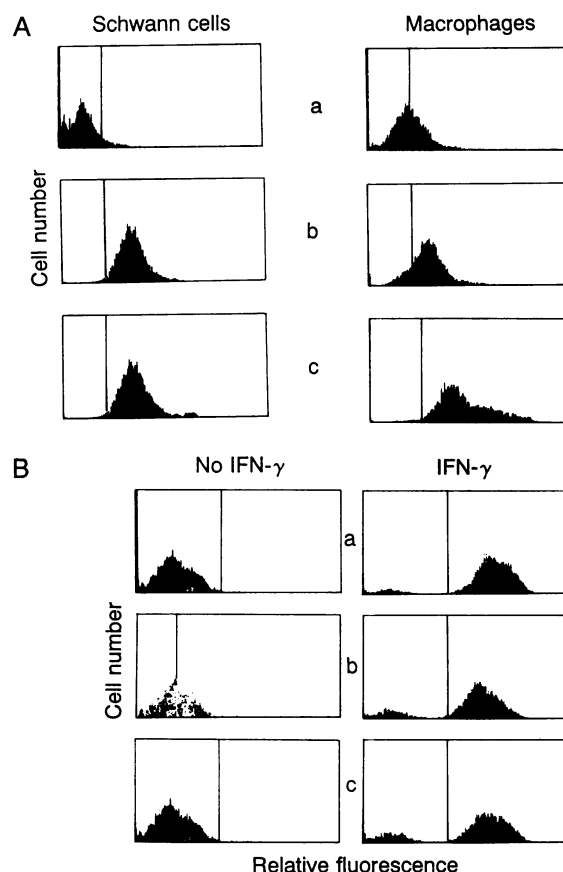 A
Schwann cells
Macrophages
a
b
c
Cell number
B
No IFN-γ
IFN-γ
a
b
c
Cell number
Relative fluorescence